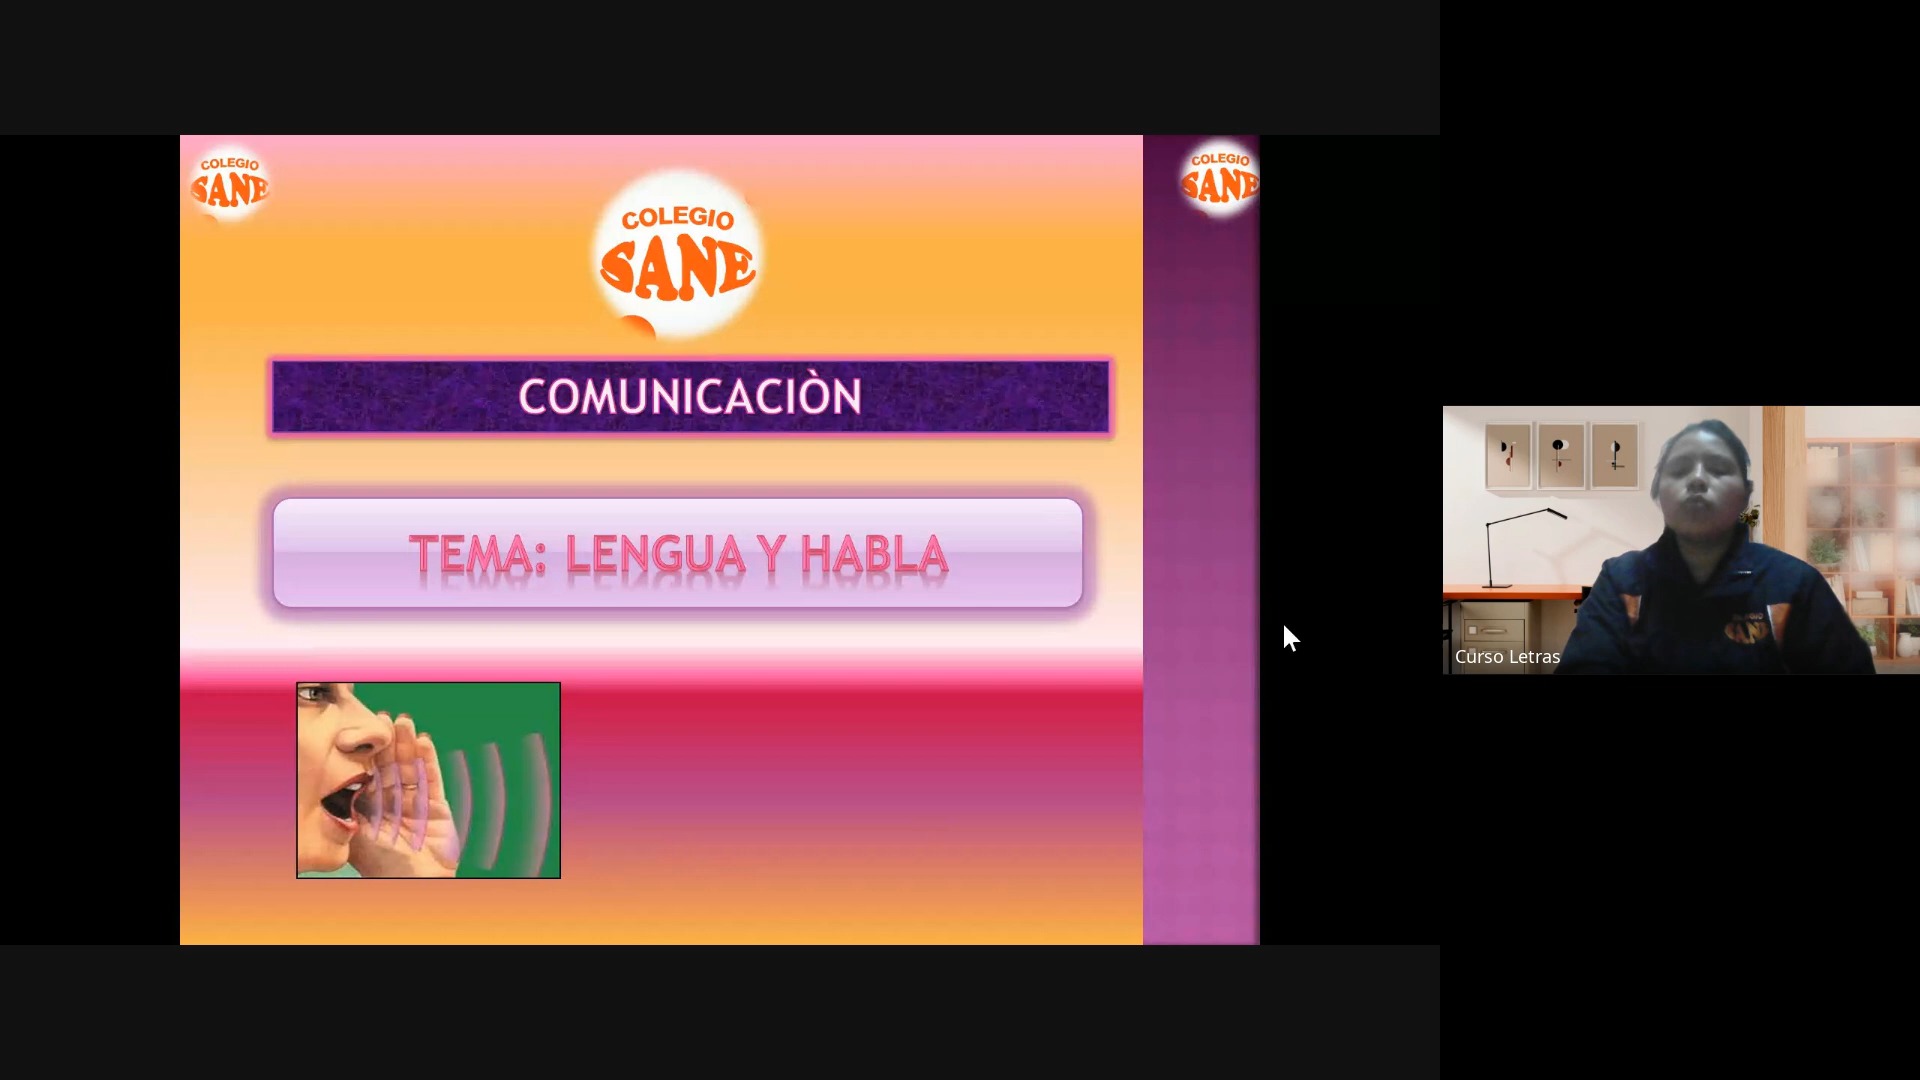 COLEGIO
SANE
COLEGIO
SANE
COLEGIO
SANE
COMUNICACIÒN
TEMA: LENGUA Y HABLA
Curso Letras